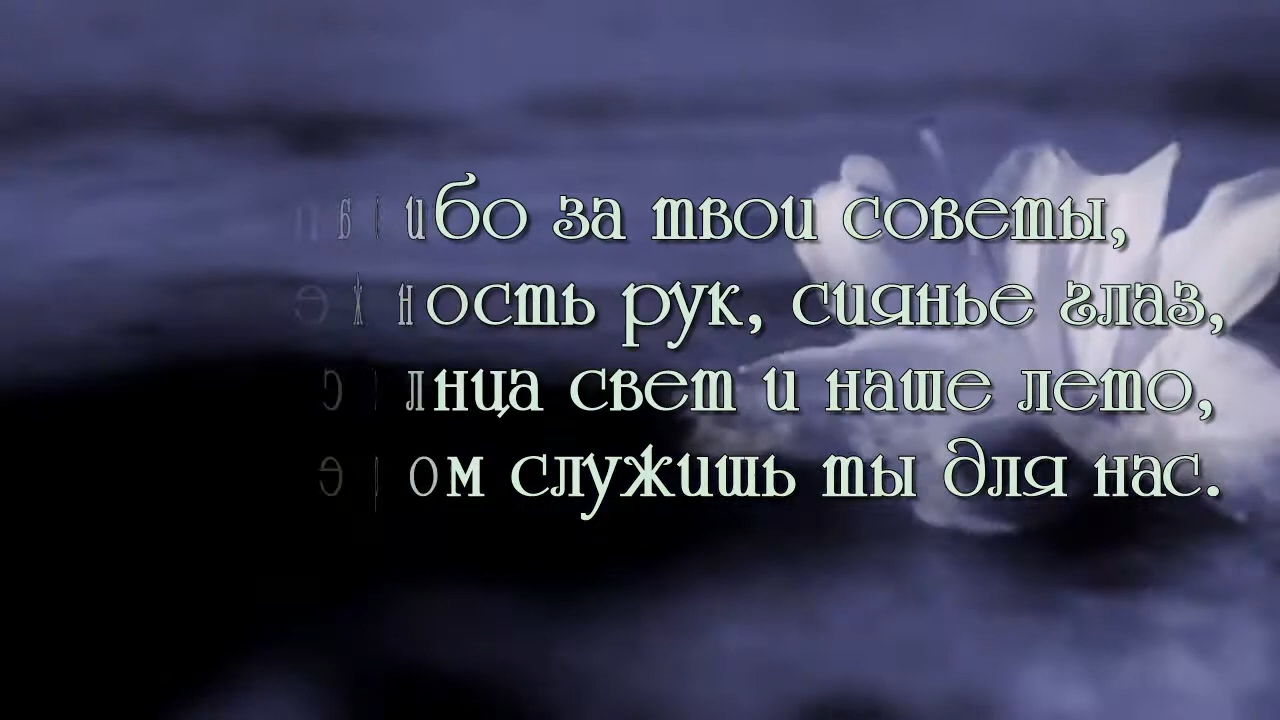 за твои советы,
рук, сиянье глаз,
свет и наше лето,
служишь ты для нас.